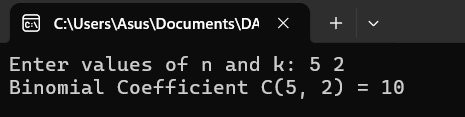 C:\Users\Asus\Documents\DA
Enter values of n and k: 5 2
Binomial Coefficient C(5, 2) = 10